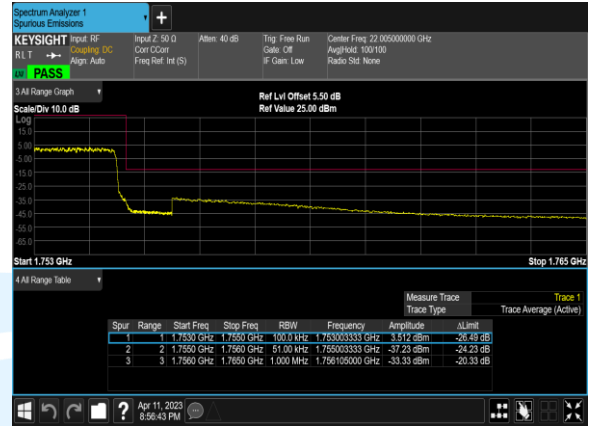 Spectrum Analyzer 1
Spurious Emissions
KEYSIGHT Input: RF Input Z: 50 Ω Atten: 40 dB Trig: Free Run Center Freq: 22.005000000 GHz
RLT Coupling: DC Corr CCorr Gate: Off Avg|Hold: 100/100
Align: Auto Freq Ref: Int (S) IF Gain: Low Radio Std: None
PASS
3 All Range Graph
Ref Lvl Offset 5.50 dB
Scale/Div 10.0 dB Ref Value 25.00 dBm
Log
15.0
5.00
-5.00
-15.0
-25.0
-35.0
-45.0
-55.0
-65.0
Start 1.753 GHz Stop 1.765 GHz
4 All Range Table
Measure Trace Trace 1
Trace Type Trace Average (Active)
Spur Range Start Freq Stop Freq RBW Frequency Amplitude ΔLimit
1 1 1.7530 GHz 1.7550 GHz 100.0 kHz 1.753003333 GHz 3.512 dBm -26.49 dB
2 2 1.7550 GHz 1.7560 GHz 51.00 kHz 1.755003333 GHz -37.23 dBm -24.23 dB
3 3 1.7560 GHz 1.7650 GHz 1.000 MHz 1.756105000 GHz -33.33 dBm -20.33 dB
? Apr 11, 2023
8:56:43 PM